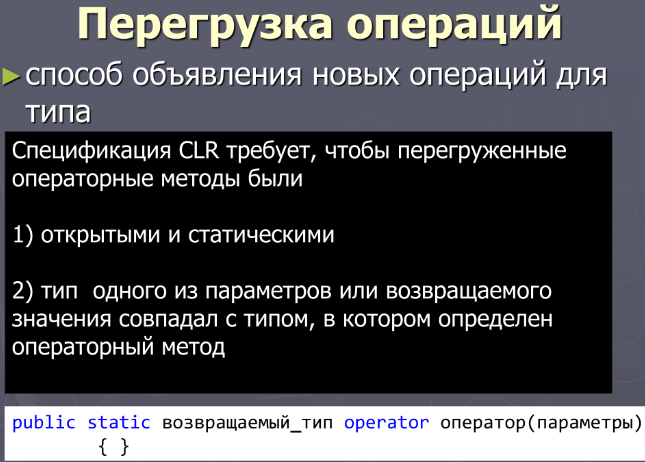 Перегрузка операций
способ объявления новых операций для
типа
Спецификация CLR требует, чтобы перегруженные
операторные методы были
1) открытыми и статическими
2) тип одного из параметров или возвращаемого
значения совпадал с типом, в котором определен
операторный метод
public static возвращаемый_тип operator оператор(параметры)
{ }